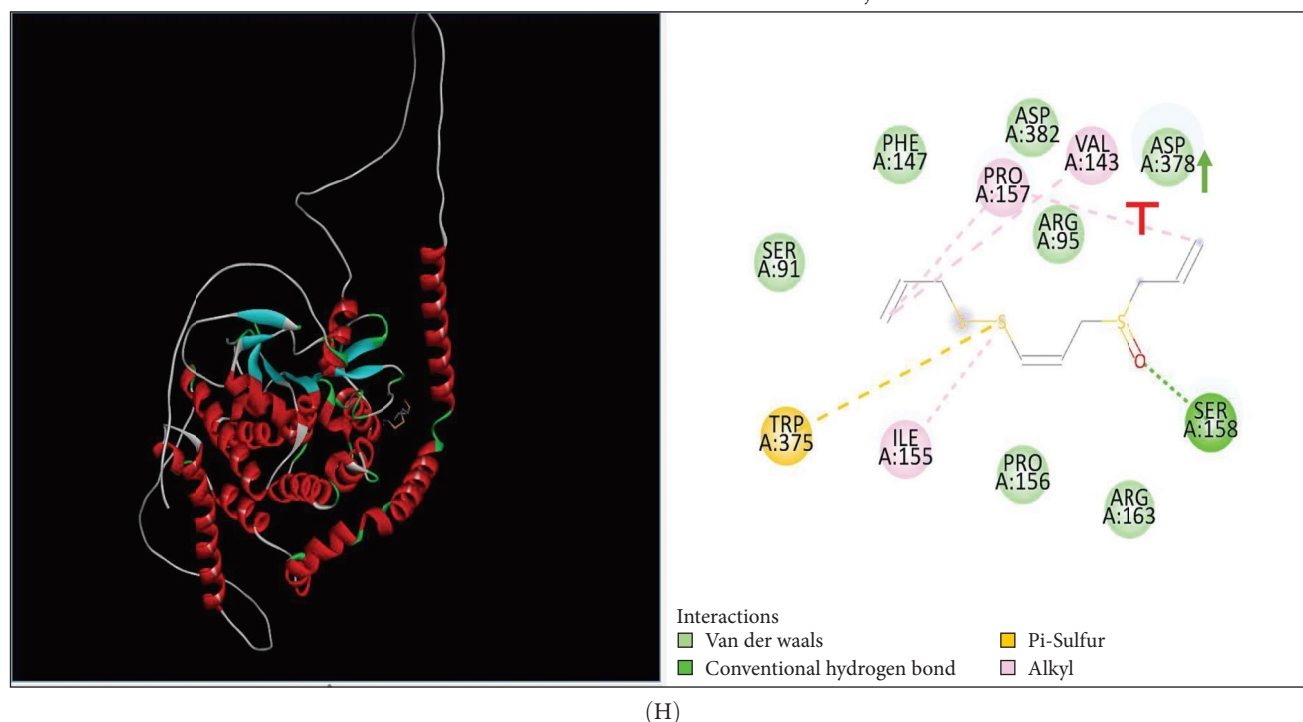 PHE
A:147
ASP
A:382
VAL
A:143
ASP
A:378
PRO
A:157
ARG
A:95
SER
A:91
S
S
S
O
TRP
A:375
ILE
A:155
PRO
A:156
ARG
A:163
SER
A:158
Interactions
Van der waals
Conventional hydrogen bond
Pi-Sulfur
Alkyl
(H)